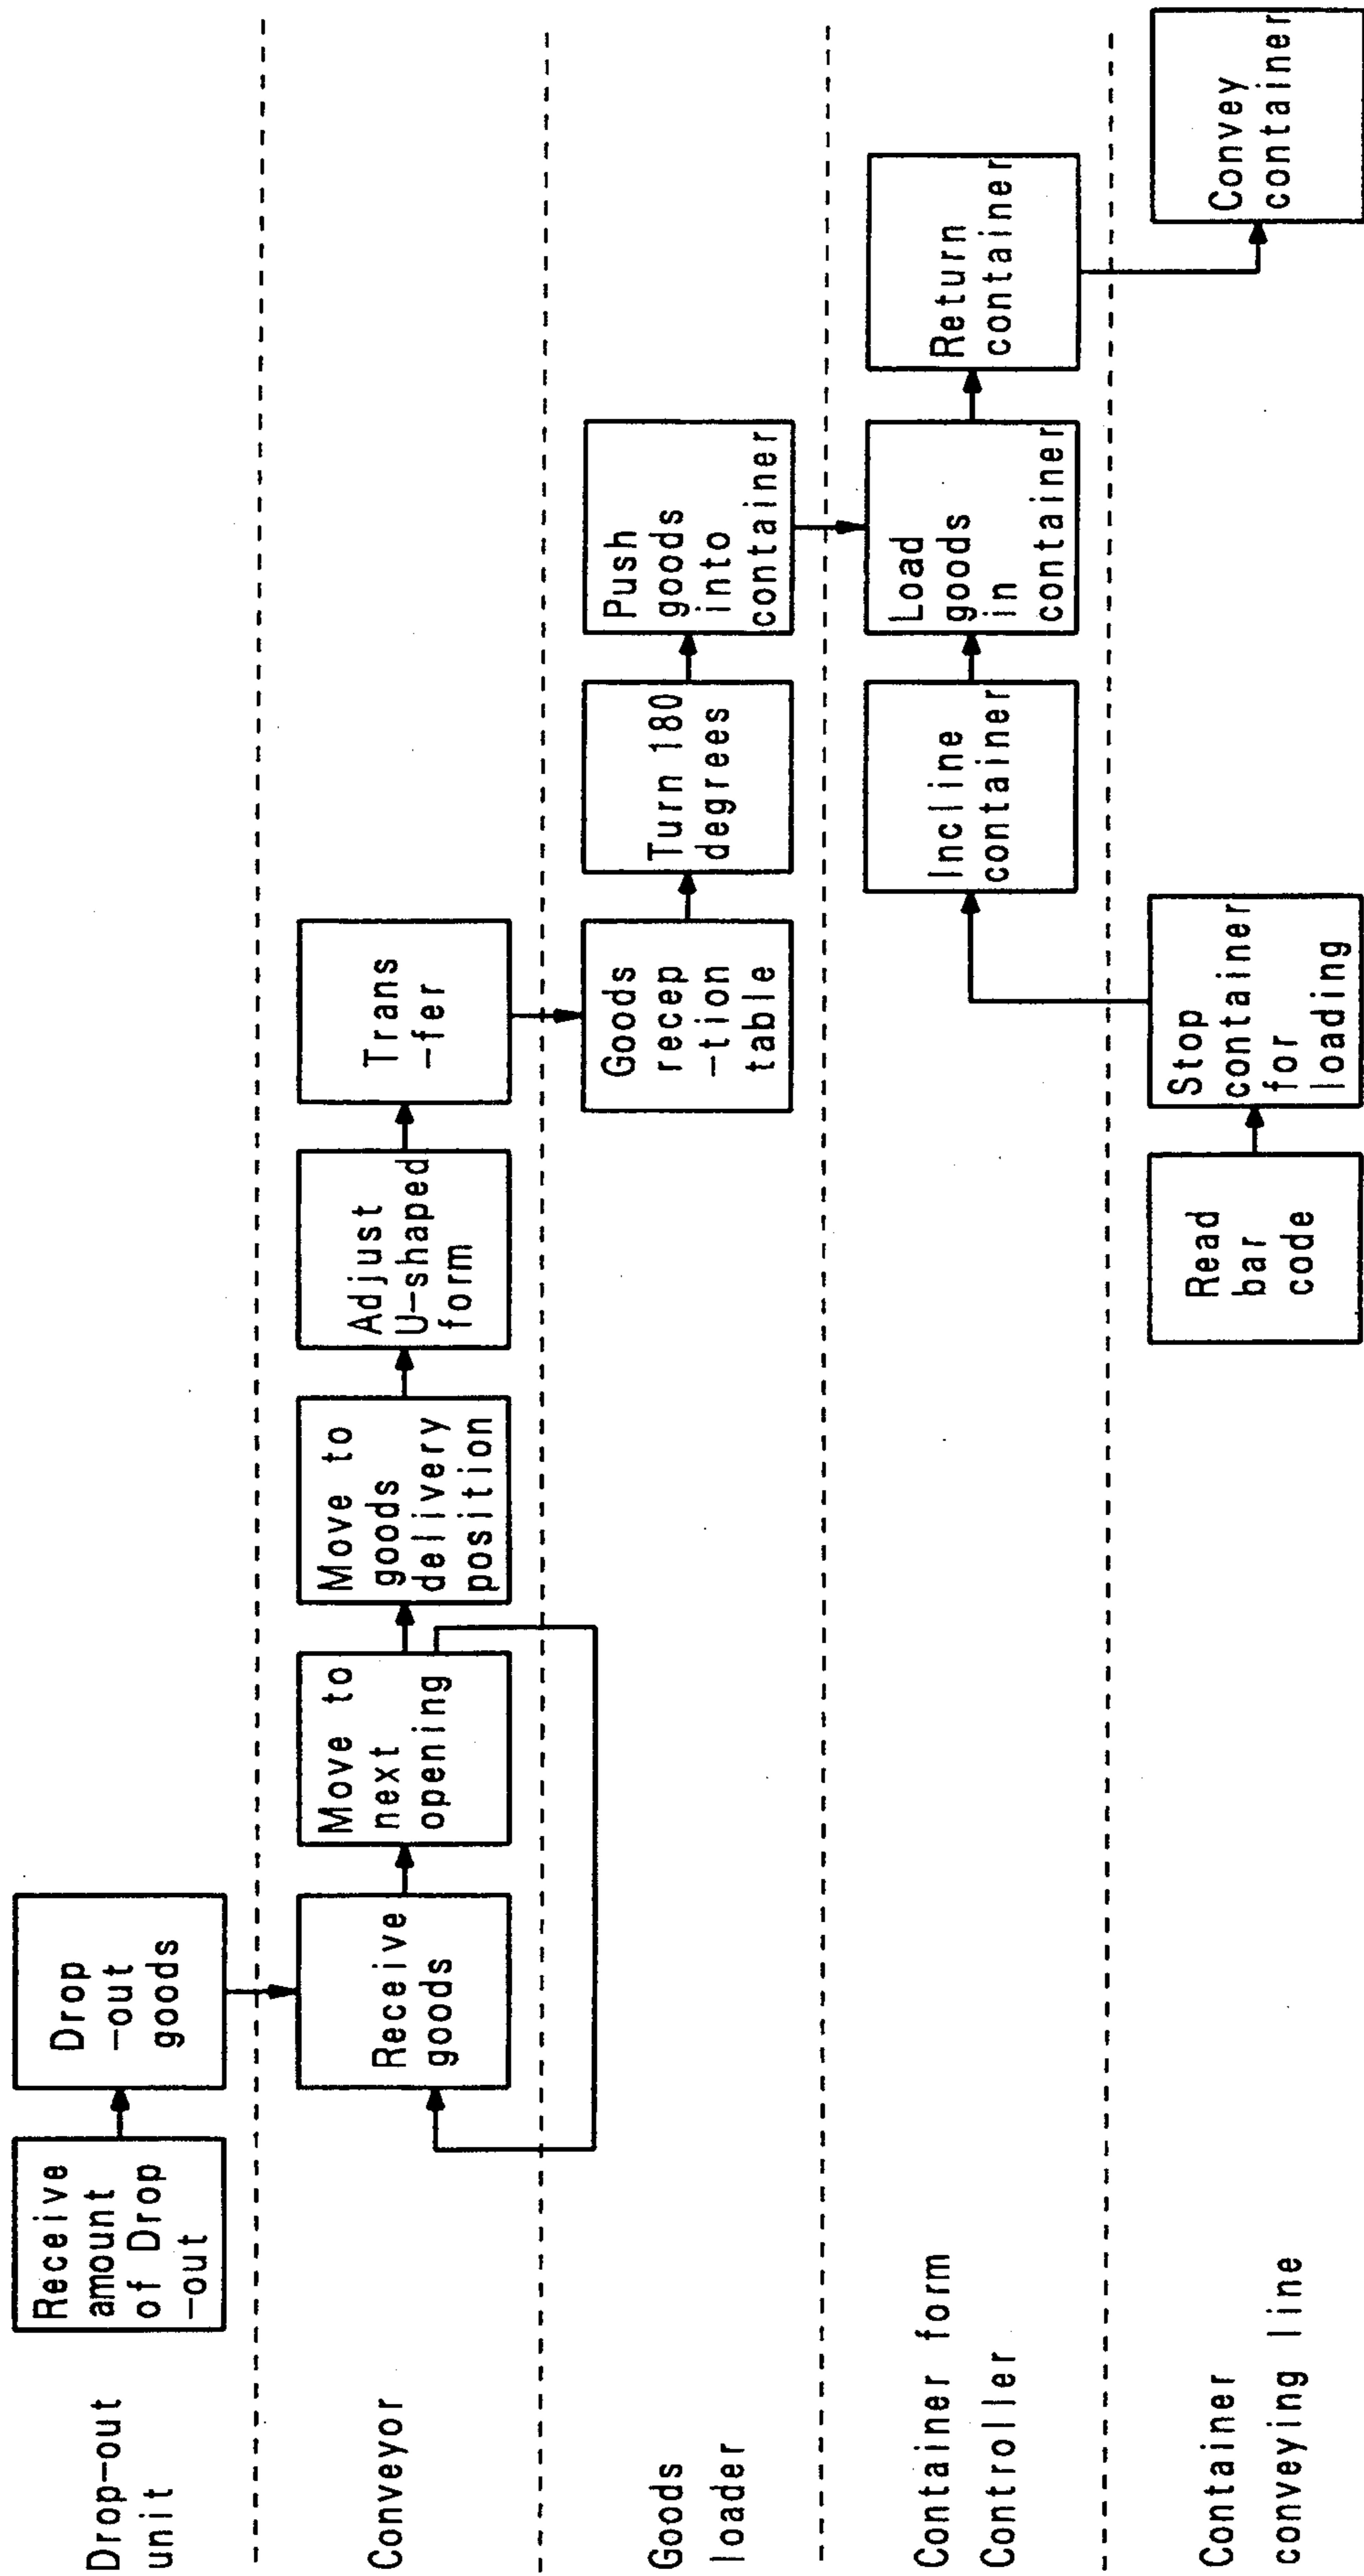 Drop-out
unit
Receive
amount
of Drop
-out
Drop
-out
goods
Conveyor
Receive
goods
Move to
next
opening
Move to
goods
delivery
position
Adjust
U-shaped
form
Trans
-fer
Goods
loader
Goods
recep
-tion
table
Turn 180
degrees
Push
goods
into
container
Container form
Controller
Incline
container
Load
goods
in
container
Return
container
Container
conveying line
Read
bar
code
Stop
container
for
loading
Convey
container